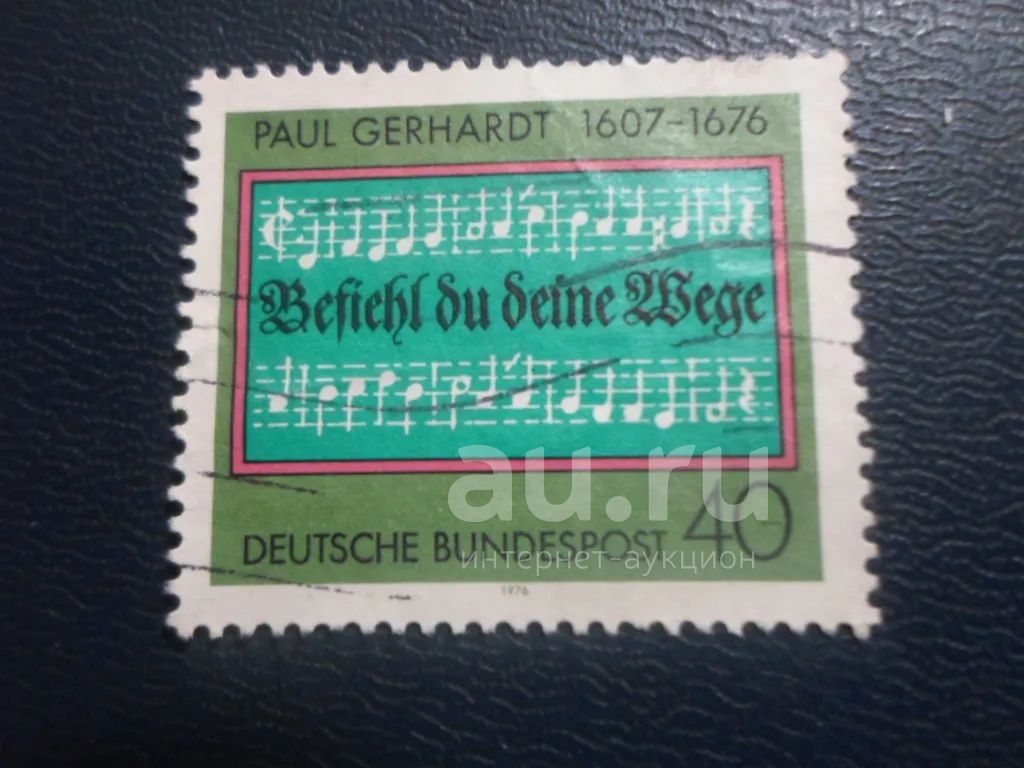 PAUL GERHARDT 1607-1676
Befiehl du deine Wege
au.ru
DEUTSCHE BUNDESPOST 40
интернет-аукцион
1976